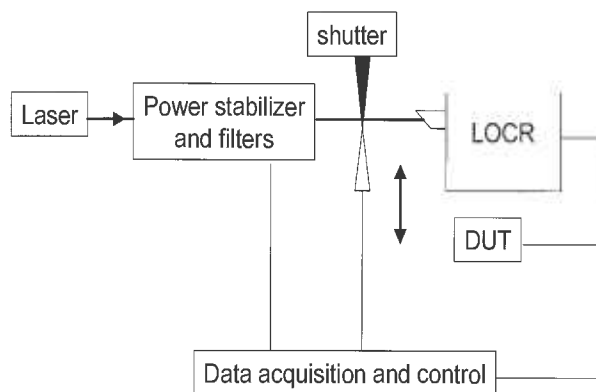 shutter
Laser
Power stabilizer
and filters
LOCR
DUT
Data acquisition and control